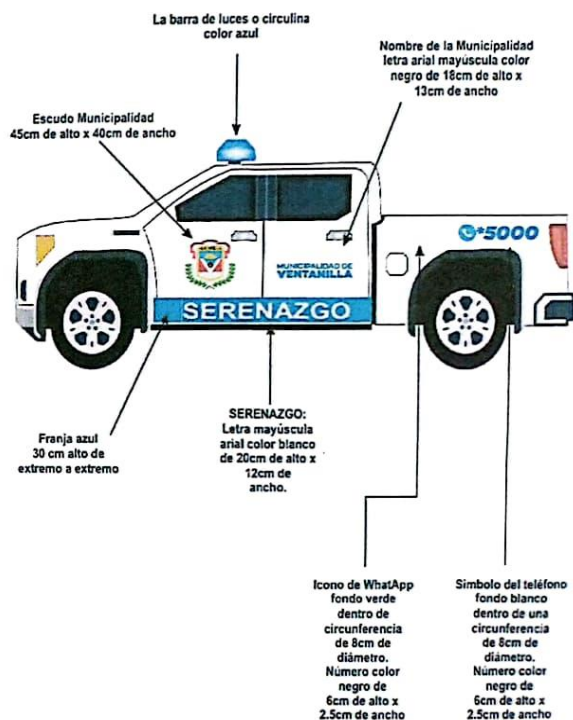 La barra de luces o circulina
color azul
Nombre de la Municipalidad
letra arial mayúscula color
negro de 18cm de alto x
13cm de ancho
Escudo Municipalidad
45cm de alto x 40cm de ancho
*5000
MUNICIPALIDAD DE
VENTANILLA
SERENAZGO
Franja azul
30 cm alto de
extremo a extremo
SERENAZGO:
Letra mayúscula
arial color blanco
de 20cm de alto x
12cm de
ancho.
Icono de WhatApp
fondo verde
dentro de
circunferencia
de 8cm de
diámetro.
Número color
negro de
6cm de alto x
2.5cm de ancho
Símbolo del teléfono
fondo blanco
dentro de una
circunferencia
de 8cm de
diámetro.
Número color
negro de
6cm de alto x
2.5cm de ancho